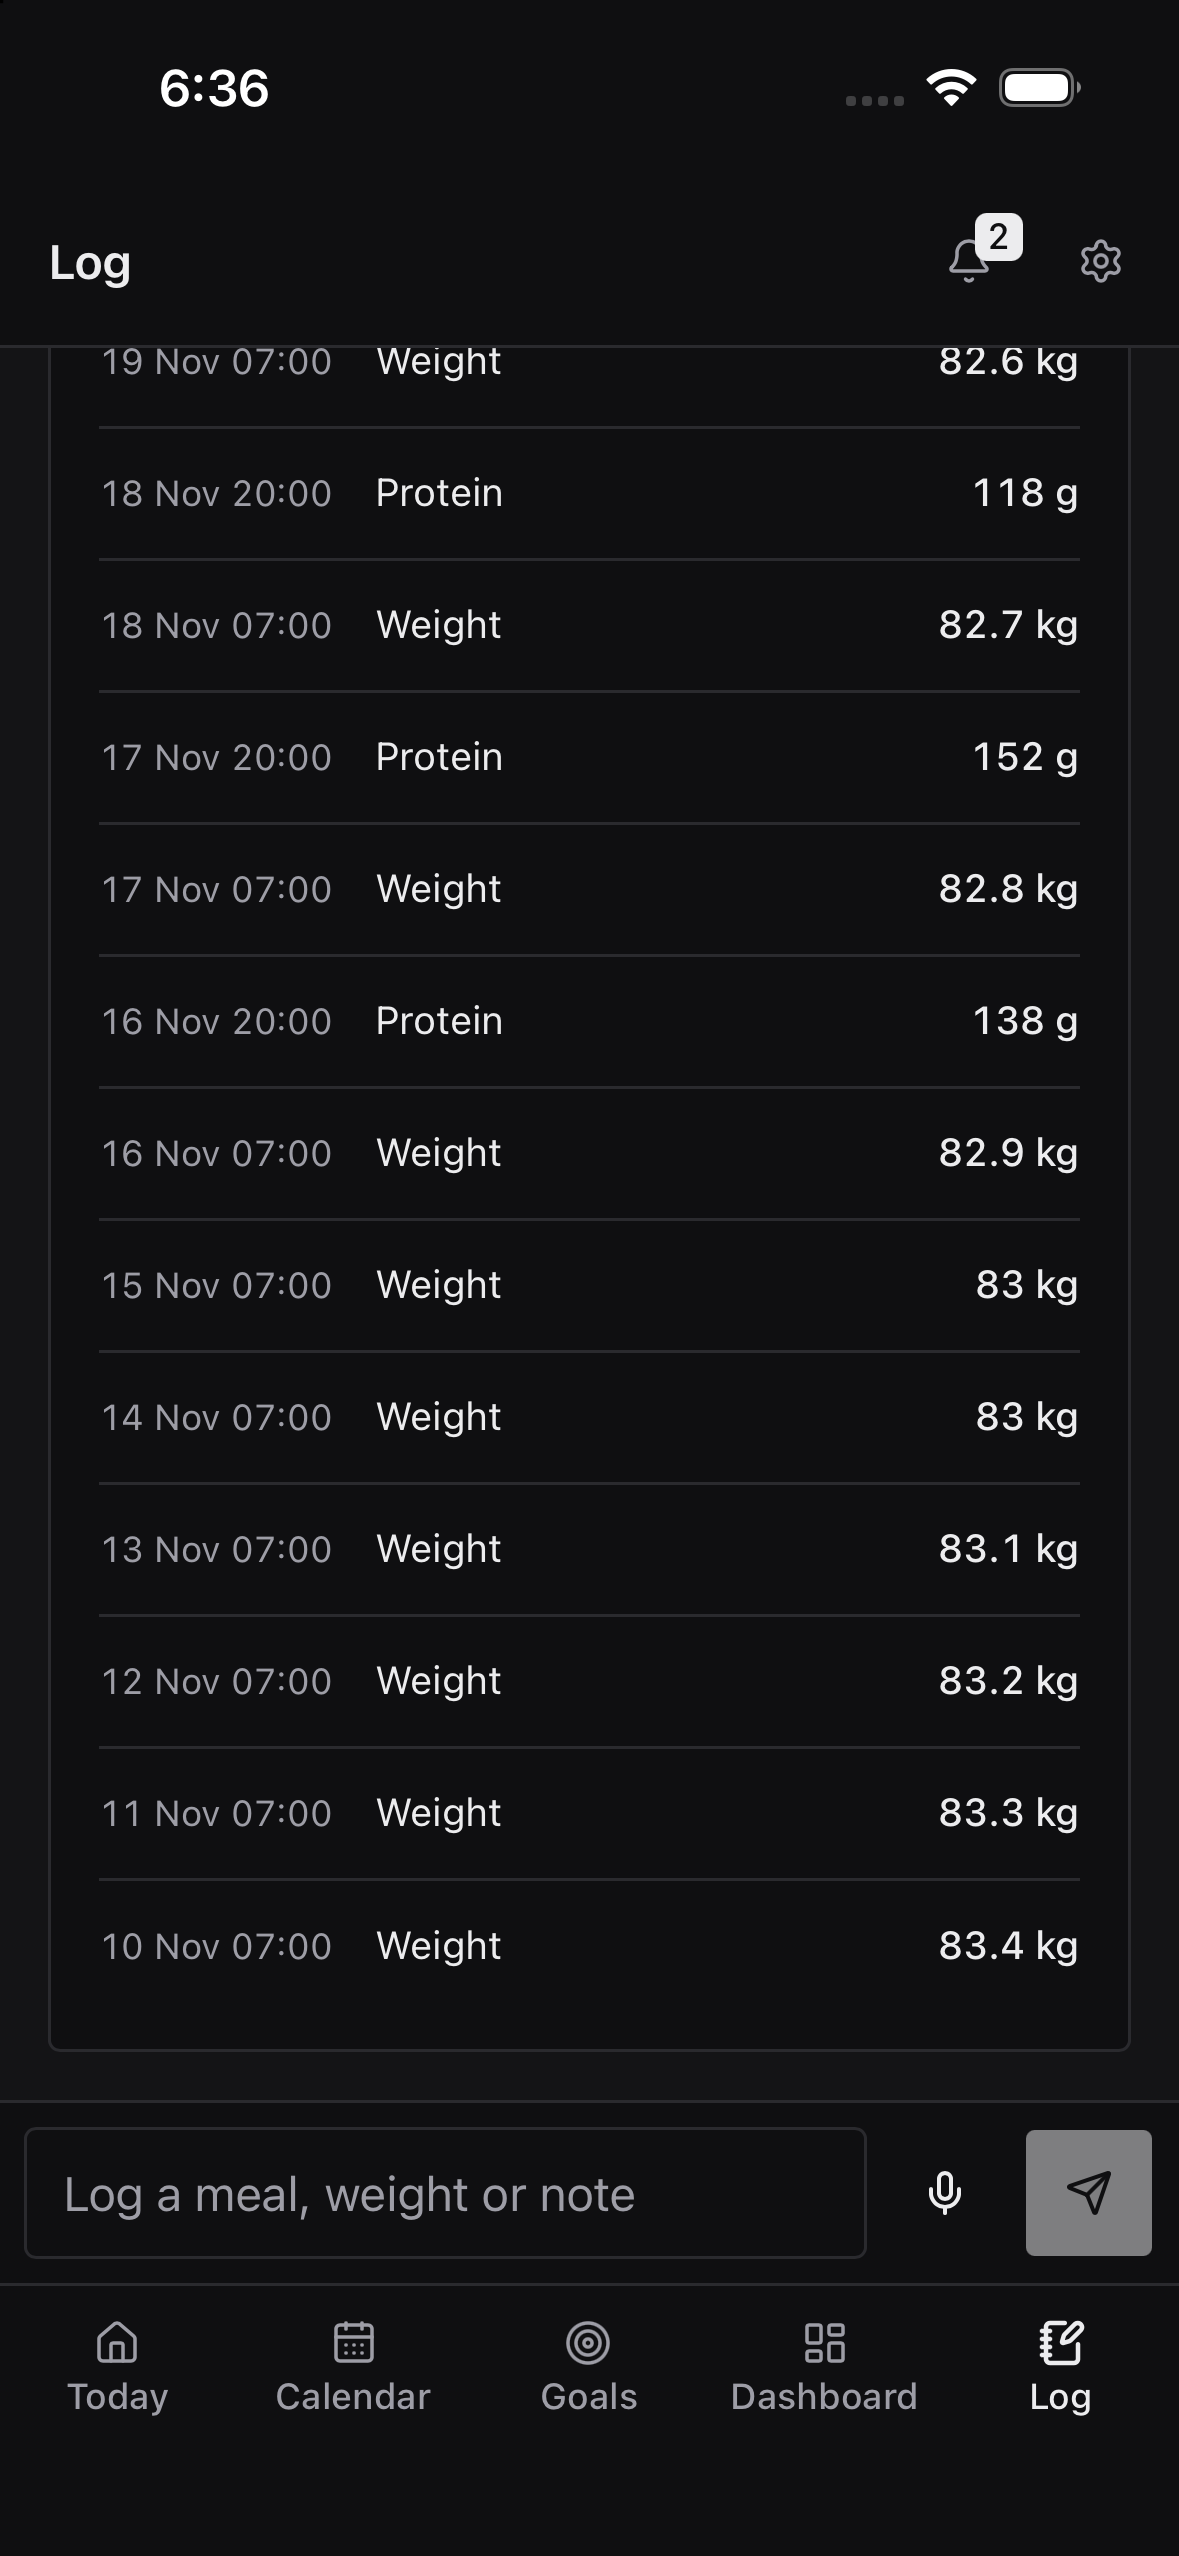 6:36
Log
2
19 Nov 07:00 Weight 82.6 kg
18 Nov 20:00 Protein 118 g
18 Nov 07:00 Weight 82.7 kg
17 Nov 20:00 Protein 152 g
17 Nov 07:00 Weight 82.8 kg
16 Nov 20:00 Protein 138 g
16 Nov 07:00 Weight 82.9 kg
15 Nov 07:00 Weight 83 kg
14 Nov 07:00 Weight 83 kg
13 Nov 07:00 Weight 83.1 kg
12 Nov 07:00 Weight 83.2 kg
11 Nov 07:00 Weight 83.3 kg
10 Nov 07:00 Weight 83.4 kg
Log a meal, weight or note
Today Calendar Goals Dashboard Log